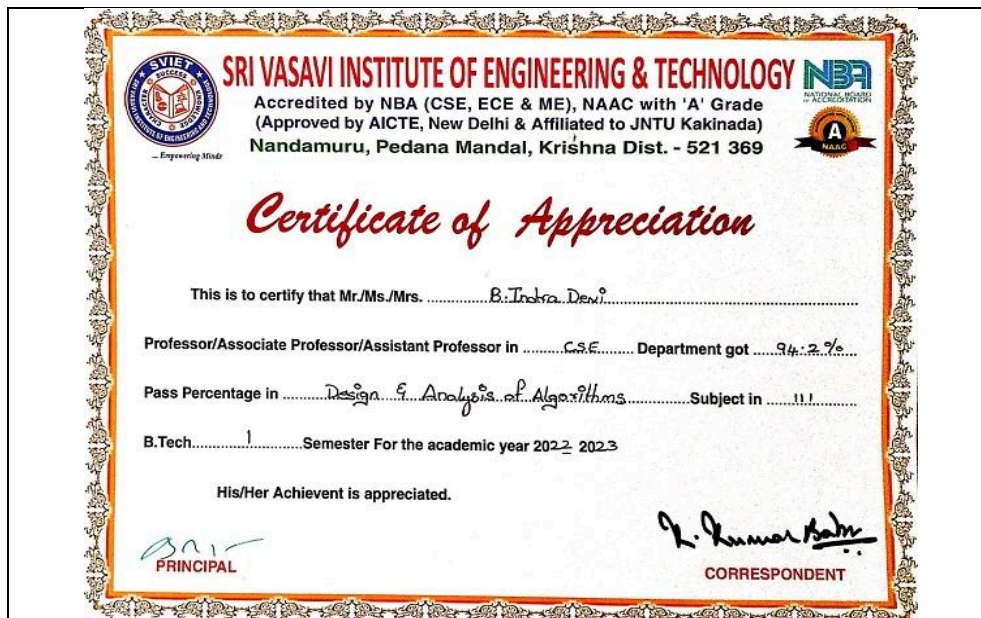 SVIET
SUCCESS
SRI VASAVI INSTITUTE OF ENGINEERING & TECHNOLOGY
NBA
NATIONAL BOARD
of ACCREDITATION
Accredited by NBA (CSE, ECE & ME), NAAC with 'A' Grade
(Approved by AICTE, New Delhi & Affiliated to JNTU Kakinada)
A
NAAC
... Empowering Minds
Nandamuru, Pedana Mandal, Krishna Dist. - 521 369
Certificate of Appreciation
This is to certify that Mr./Ms./Mrs. B. Indra Devi
Professor/Associate Professor/Assistant Professor in CSE Department got 94.2%
Pass Percentage in Design & Analysis of Algorithms Subject in III
B.Tech 1 Semester For the academic year 2022 2023
His/Her Achievent is appreciated.
K. Kumar Babu
PRINCIPAL
CORRESPONDENT